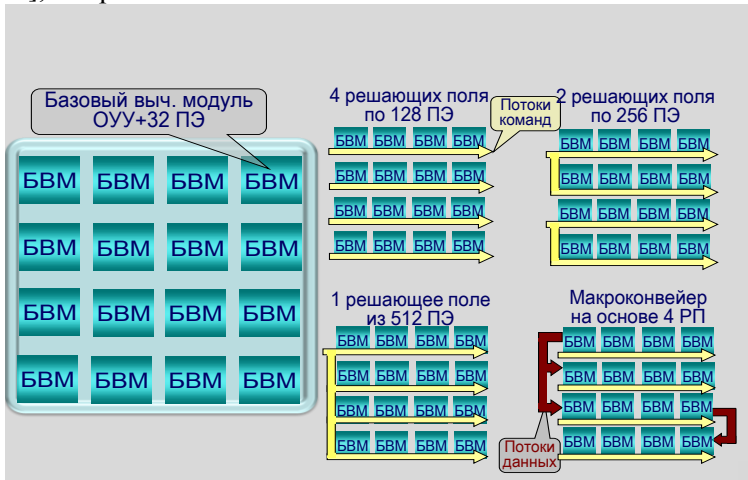 Базовый выч. модуль
ОУУ+32 ПЭ
БВМ БВМ БВМ БВМ
БВМ БВМ БВМ БВМ
БВМ БВМ БВМ БВМ
БВМ БВМ БВМ БВМ
4 решающих поля
по 128 ПЭ
Потоки
команд
БВМ БВМ БВМ БВМ
БВМ БВМ БВМ БВМ
БВМ БВМ БВМ БВМ
БВМ БВМ БВМ БВМ
2 решающих поля
по 256 ПЭ
БВМ БВМ БВМ БВМ
БВМ БВМ БВМ БВМ
БВМ БВМ БВМ БВМ
БВМ БВМ БВМ БВМ
1 решающее поле
из 512 ПЭ
БВМ БВМ БВМ БВМ
БВМ БВМ БВМ БВМ
БВМ БВМ БВМ БВМ
БВМ БВМ БВМ БВМ
Макроконвейер
на основе 4 РП
БВМ БВМ БВМ БВМ
БВМ БВМ БВМ БВМ
БВМ БВМ БВМ БВМ
БВМ БВМ БВМ БВМ
Потоки
данных